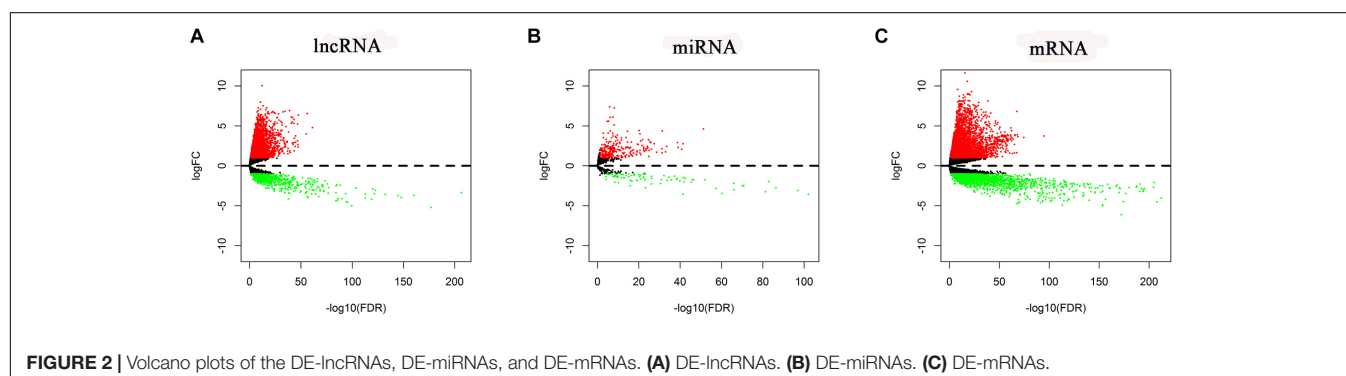 A
lncRNA
10
5
0
-5
-10
logFC
0
50
100
150
200
-log10(FDR)
B
miRNA
10
5
0
-5
-10
logFC
0
20
40
60
80
100
-log10(FDR)
C
mRNA
10
5
0
-5
-10
logFC
0
50
100
150
200
-log10(FDR)
FIGURE 2 | Volcano plots of the DE-lncRNAs, DE-miRNAs, and DE-mRNAs. (A) DE-lncRNAs. (B) DE-miRNAs. (C) DE-mRNAs.